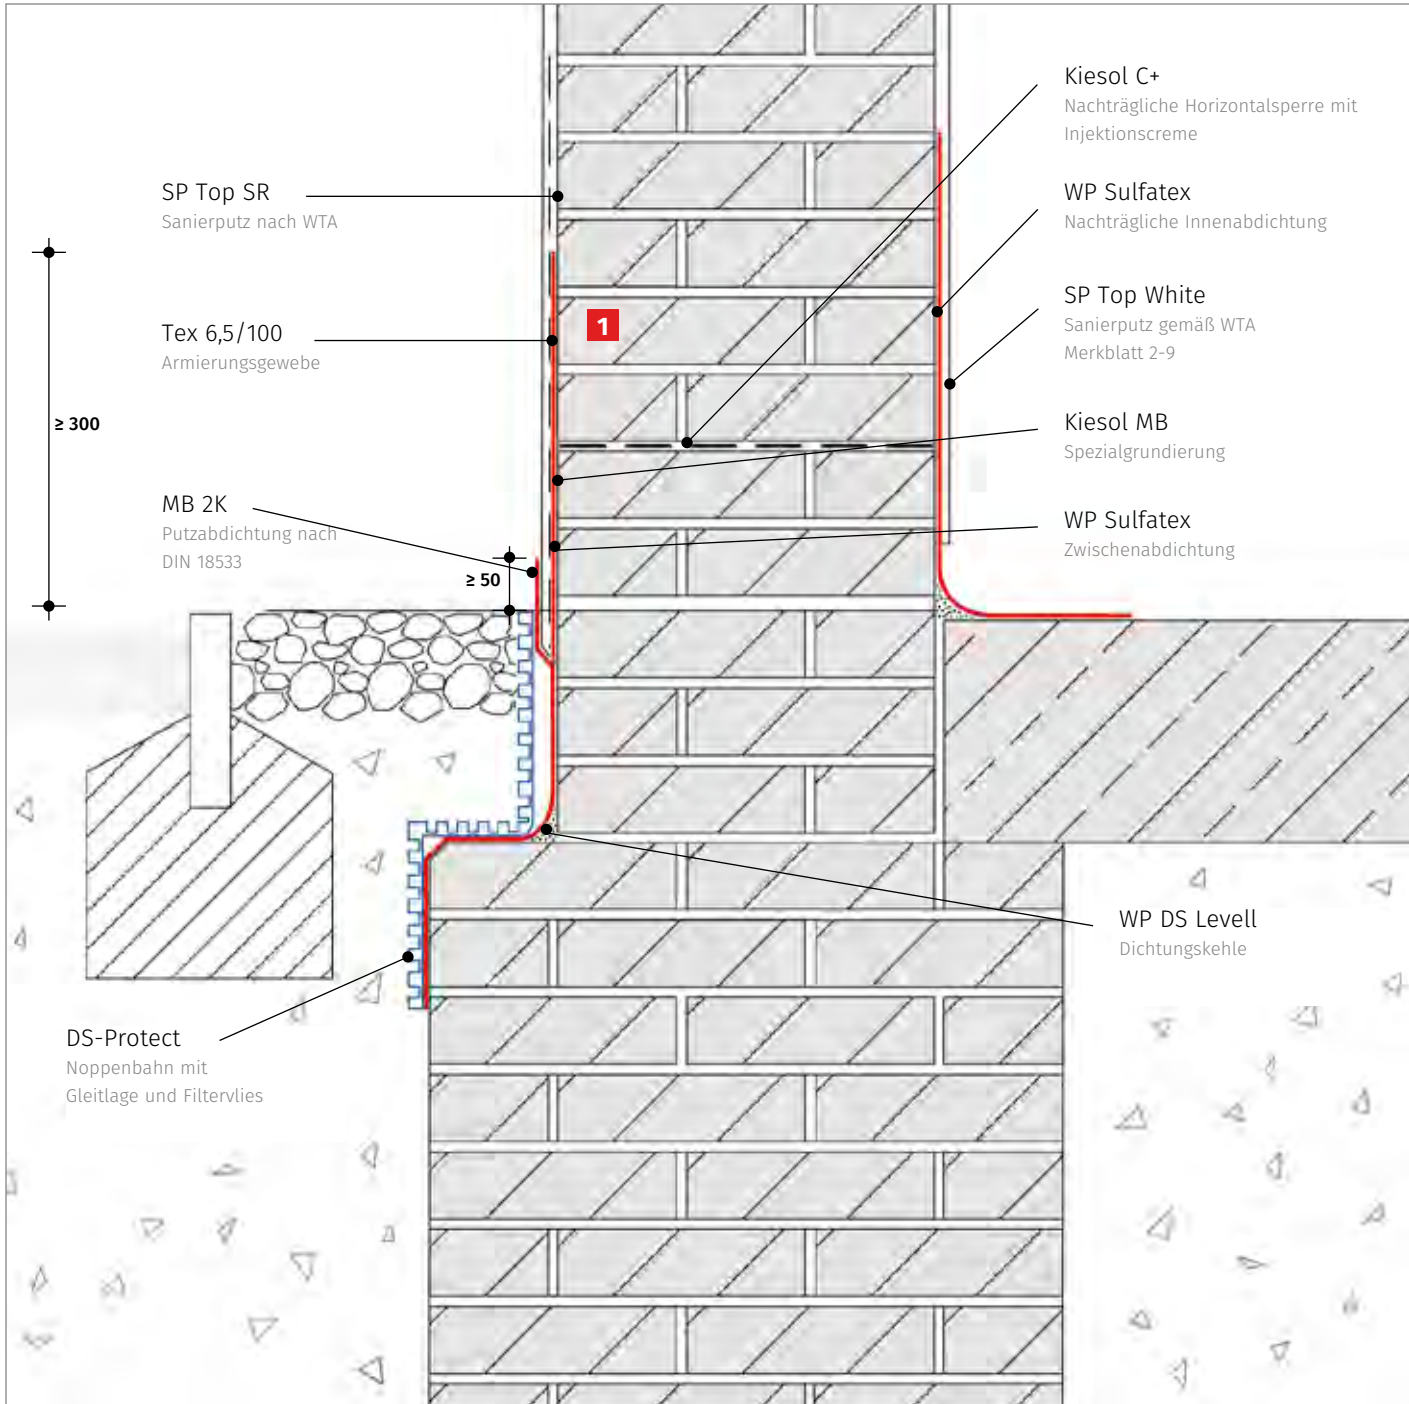 Kiesol C+
Nachträgliche Horizontalsperre mit
Injektionscreme
SP Top SR
Sanierputz nach WTA
WP Sulfatex
Nachträgliche Innenabdichtung
SP Top White
Sanierputz gemäß WTA
Merkblatt 2-9
1
Tex 6,5/100
Armierungsgewebe
≥ 300
Kiesol MB
Spezialgrundierung
MB 2K
Putzabdichtung nach
DIN 18533
≥ 50
WP Sulfatex
Zwischenabdichtung
WP DS Levell
Dichtungskehle
DS-Protect
Noppenbahn mit
Gleitlage und Filtervlies